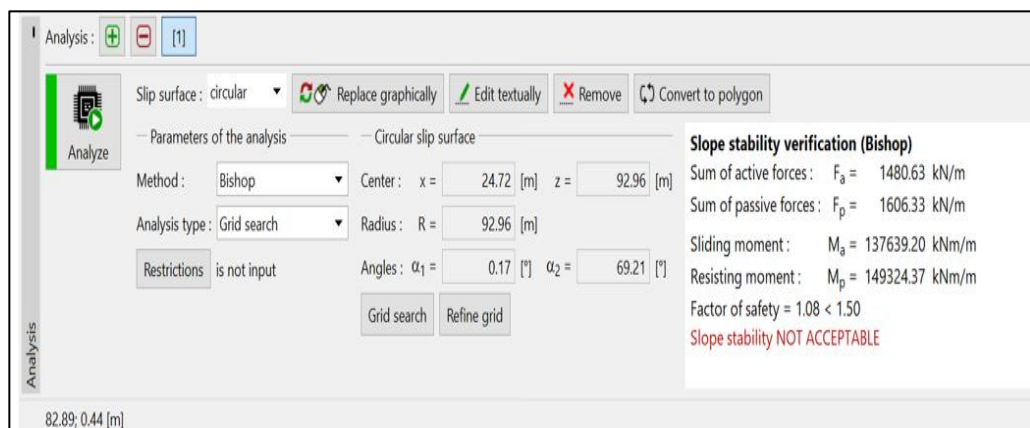 Analysis : [1]
Analyze
Slip surface : circular Replace graphically Edit textually Remove Convert to polygon
Parameters of the analysis
Method : Bishop
Analysis type : Grid search
Restrictions is not input
Circular slip surface
Center : x = 24.72 [m] z = 92.96 [m]
Radius : R = 92.96 [m]
Angles : α1 = 0.17 [°] α2 = 69.21 [°]
Grid search Refine grid
Slope stability verification (Bishop)
Sum of active forces : Fa = 1480.63 kN/m
Sum of passive forces : Fp = 1606.33 kN/m
Sliding moment : Ma = 137639.20 kNm/m
Resisting moment : Mp = 149324.37 kNm/m
Factor of safety = 1.08 < 1.50
Slope stability NOT ACCEPTABLE
Analysis
82.89; 0.44 [m]